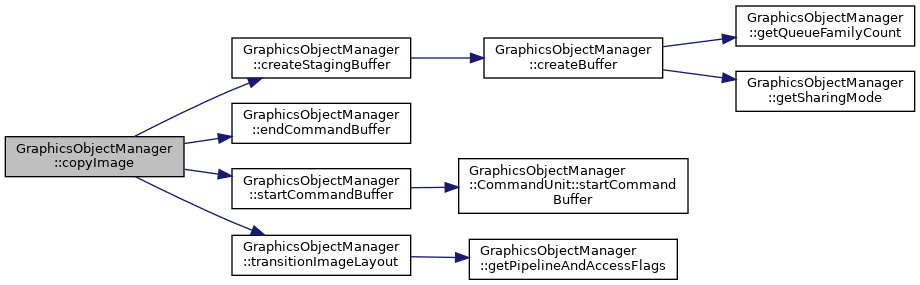 GraphicsObjectManager
::copyImage
GraphicsObjectManager
::createStagingBuffer
GraphicsObjectManager
::endCommandBuffer
GraphicsObjectManager
::startCommandBuffer
GraphicsObjectManager
::transitionImageLayout
GraphicsObjectManager
::createBuffer
GraphicsObjectManager
::CommandUnit::startCommand
Buffer
GraphicsObjectManager
::getPipelineAndAccessFlags
GraphicsObjectManager
::getQueueFamilyCount
GraphicsObjectManager
::getSharingMode